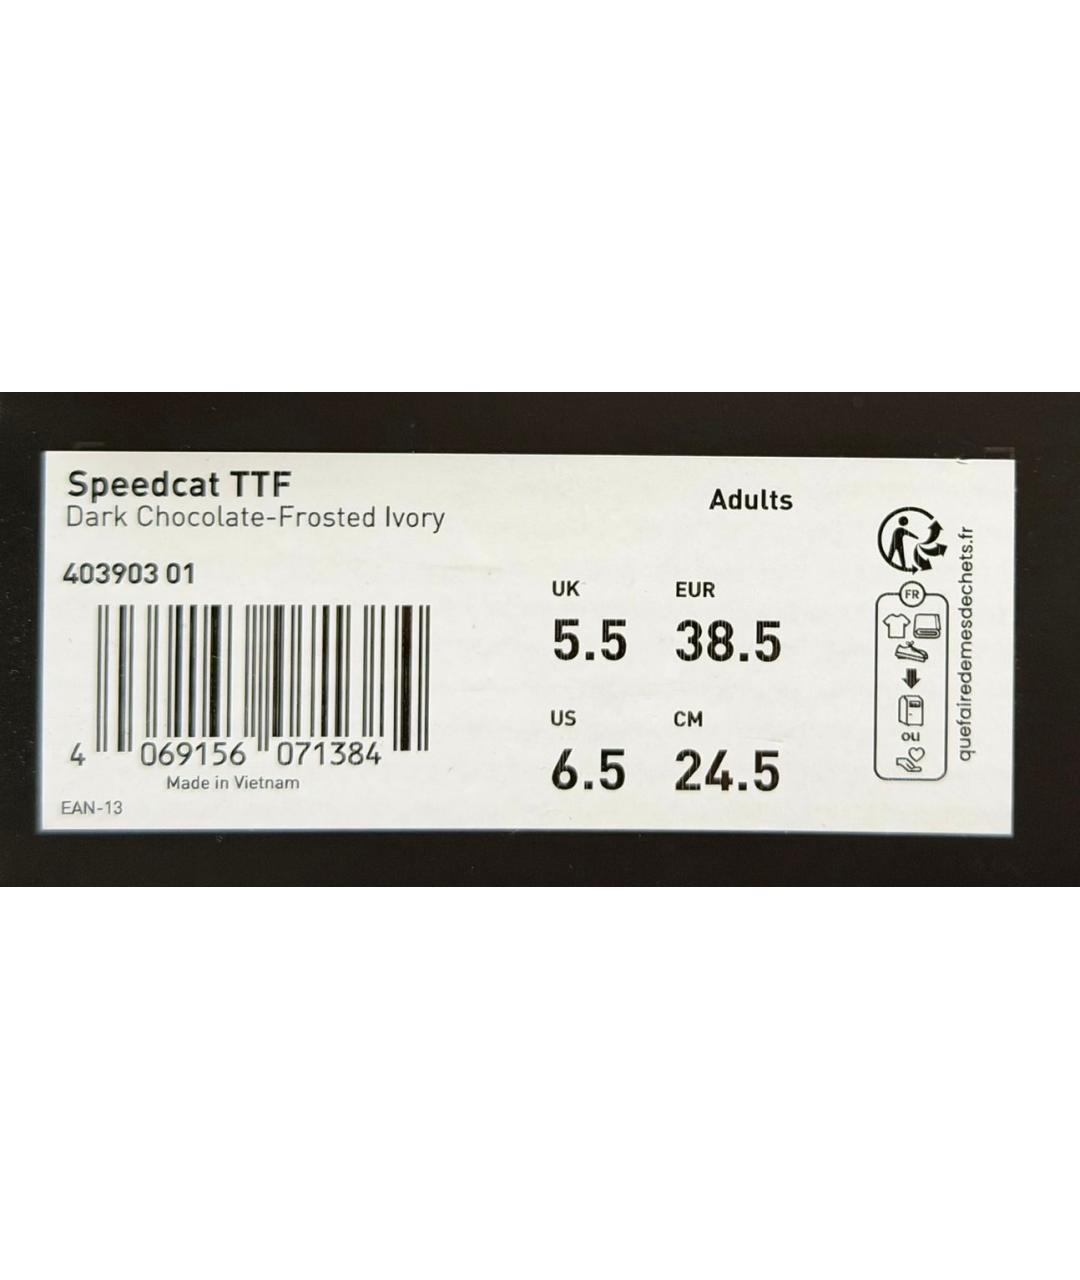 Speedcat TTF
Dark Chocolate-Frosted Ivory
403903 01
4 069156 071384
Made in Vietnam
EAN-13
Adults
UK EUR
5.5 38.5
US CM
6.5 24.5
FR
ou
quefairedemesdechets.fr